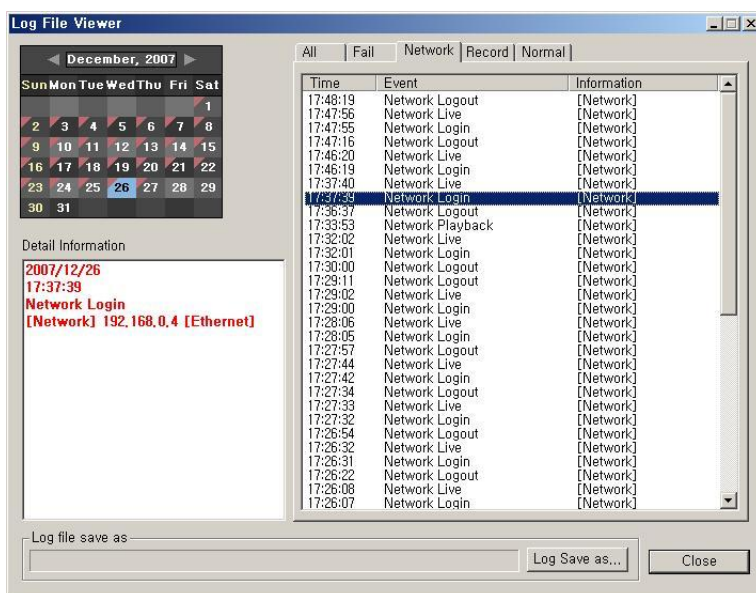 Log File Viewer
December, 2007
Sun Mon Tue Wed Thu Fri Sat
1
2 3 4 5 6 7 8
9 10 11 12 13 14 15
16 17 18 19 20 21 22
23 24 25 26 27 28 29
30 31
Detail Information
2007/12/26
17:37:39
Network Login
[Network] 192,168,0,4 [Ethernet]
All Fail Network Record Normal
Time Event Information
17:48:19 Network Logout [Network]
17:47:56 Network Live [Network]
17:47:55 Network Login [Network]
17:47:16 Network Logout [Network]
17:46:20 Network Live [Network]
17:46:19 Network Login [Network]
17:37:40 Network Live [Network]
17:37:39 Network Login [Network]
17:36:37 Network Logout [Network]
17:33:53 Network Playback [Network]
17:32:02 Network Live [Network]
17:32:01 Network Login [Network]
17:30:00 Network Logout [Network]
17:29:11 Network Logout [Network]
17:29:02 Network Live [Network]
17:29:00 Network Login [Network]
17:28:06 Network Live [Network]
17:28:05 Network Login [Network]
17:27:57 Network Logout [Network]
17:27:44 Network Live [Network]
17:27:42 Network Login [Network]
17:27:34 Network Logout [Network]
17:27:33 Network Live [Network]
17:27:32 Network Login [Network]
17:26:54 Network Logout [Network]
17:26:32 Network Live [Network]
17:26:31 Network Login [Network]
17:26:22 Network Logout [Network]
17:26:08 Network Live [Network]
17:26:07 Network Login [Network]
Log file save as
Log Save as...
Close